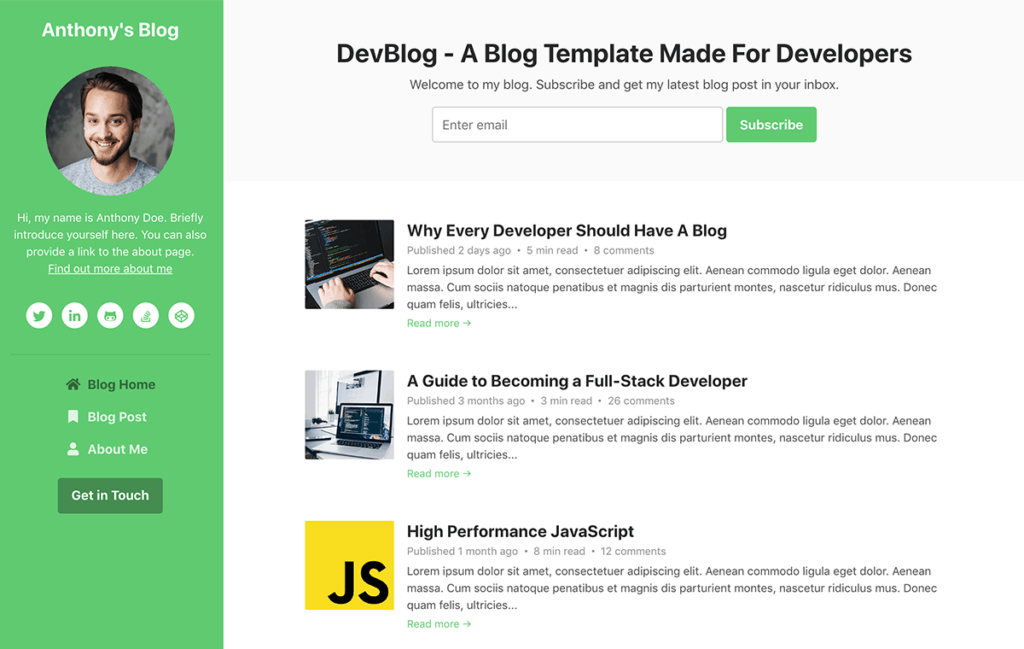 Anthony's Blog
Hi, my name is Anthony Doe. Briefly
introduce yourself here. You can also
provide a link to the about page.
Find out more about me
Blog Home
Blog Post
About Me
Get in Touch
DevBlog - A Blog Template Made For Developers
Welcome to my blog. Subscribe and get my latest blog post in your inbox.
Enter email
Subscribe
Why Every Developer Should Have A Blog
Published 2 days ago • 5 min read • 8 comments
Lorem ipsum dolor sit amet, consectetuer adipiscing elit. Aenean commodo ligula eget dolor. Aenean
massa. Cum sociis natoque penatibus et magnis dis parturient montes, nascetur ridiculus mus. Donec
quam felis, ultricies...
Read more →
A Guide to Becoming a Full-Stack Developer
Published 3 months ago • 3 min read • 26 comments
Lorem ipsum dolor sit amet, consectetuer adipiscing elit. Aenean commodo ligula eget dolor. Aenean
massa. Cum sociis natoque penatibus et magnis dis parturient montes, nascetur ridiculus mus. Donec
quam felis, ultricies...
Read more →
JS
High Performance JavaScript
Published 1 month ago • 8 min read • 12 comments
Lorem ipsum dolor sit amet, consectetuer adipiscing elit. Aenean commodo ligula eget dolor. Aenean
massa. Cum sociis natoque penatibus et magnis dis parturient montes, nascetur ridiculus mus. Donec
quam felis, ultricies...
Read more →